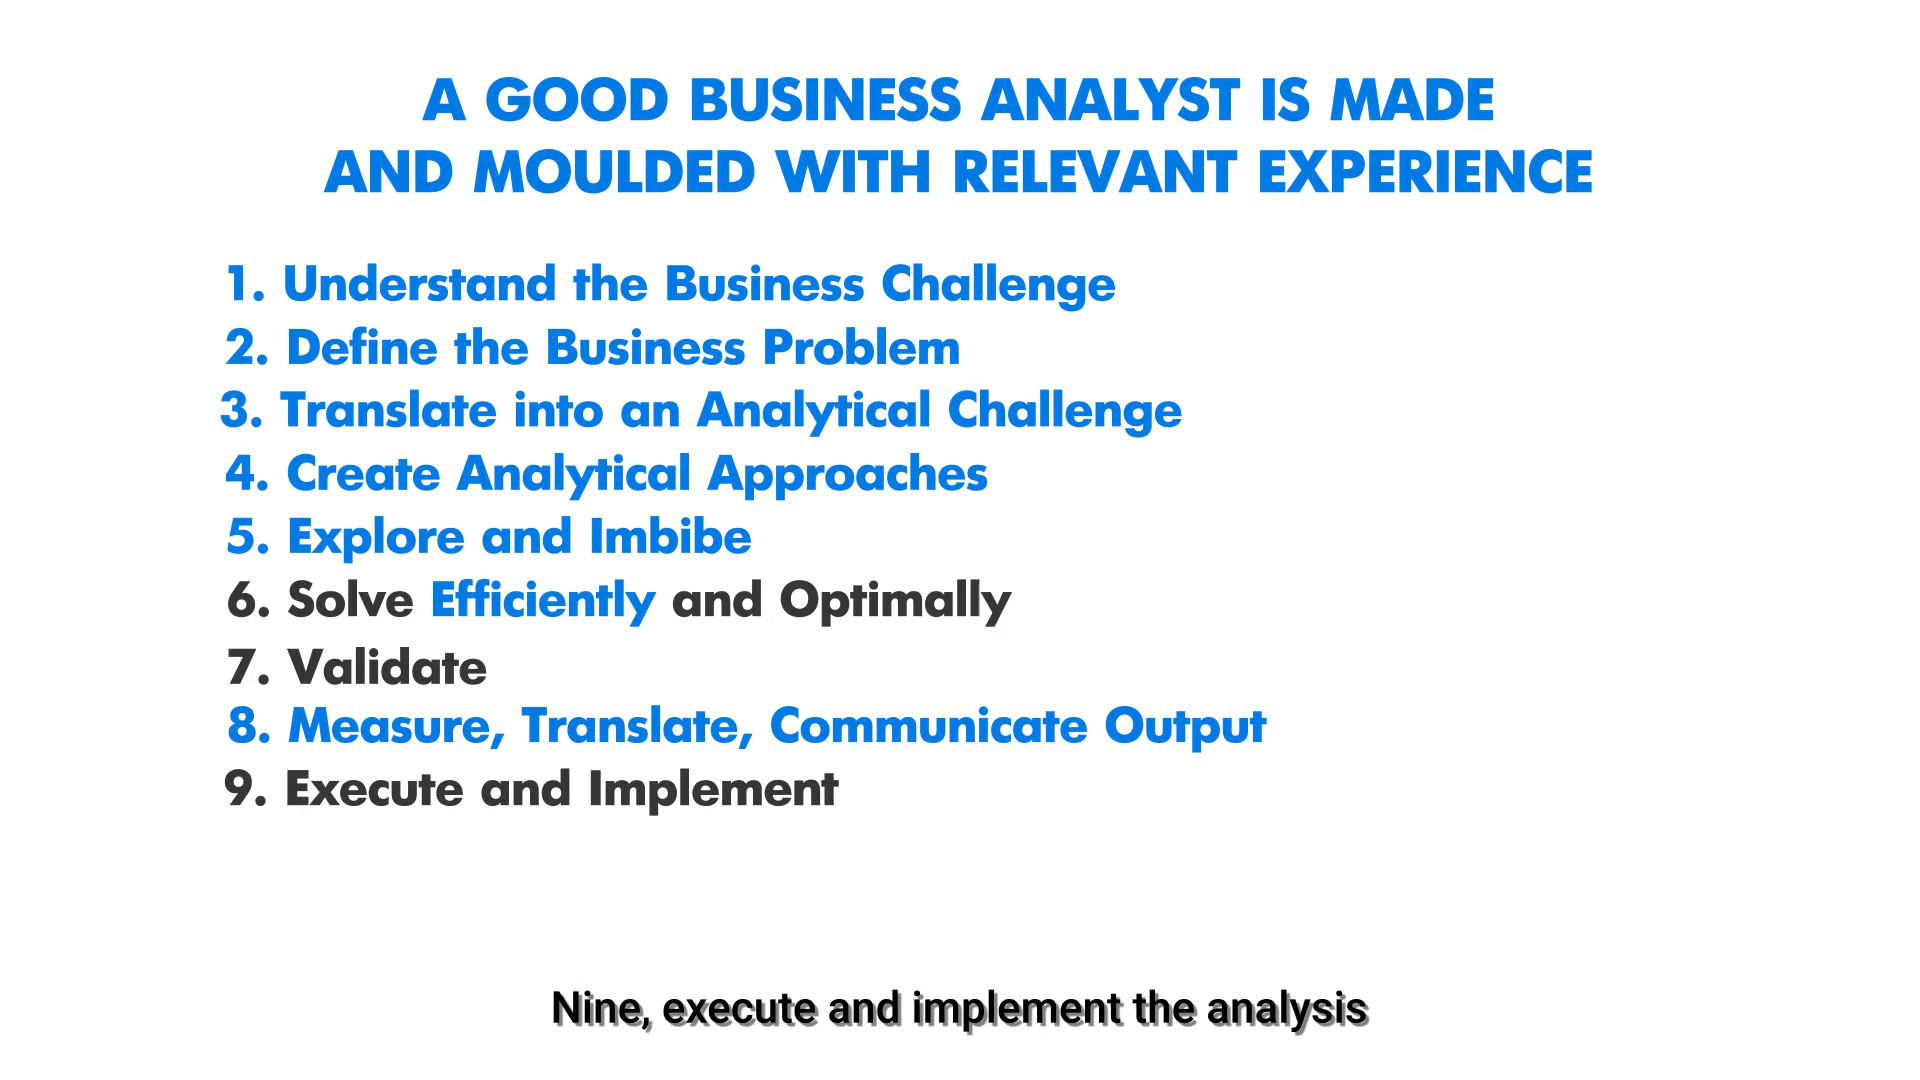 A GOOD BUSINESS ANALYST IS MADE
AND MOULDED WITH RELEVANT EXPERIENCE
1. Understand the Business Challenge
2. Define the Business Problem
3. Translate into an Analytical Challenge
4. Create Analytical Approaches
5. Explore and Imbibe
6. Solve Efficiently and Optimally
7. Validate
8. Measure, Translate, Communicate Output
9. Execute and Implement
Nine, execute and implement the analysis